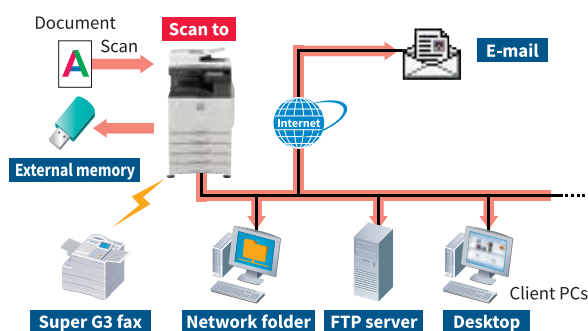 Document
Scan to
Scan
E-mail
Internet
External memory
Client PCs
Super G3 fax
Network folder
FTP server
Desktop
A